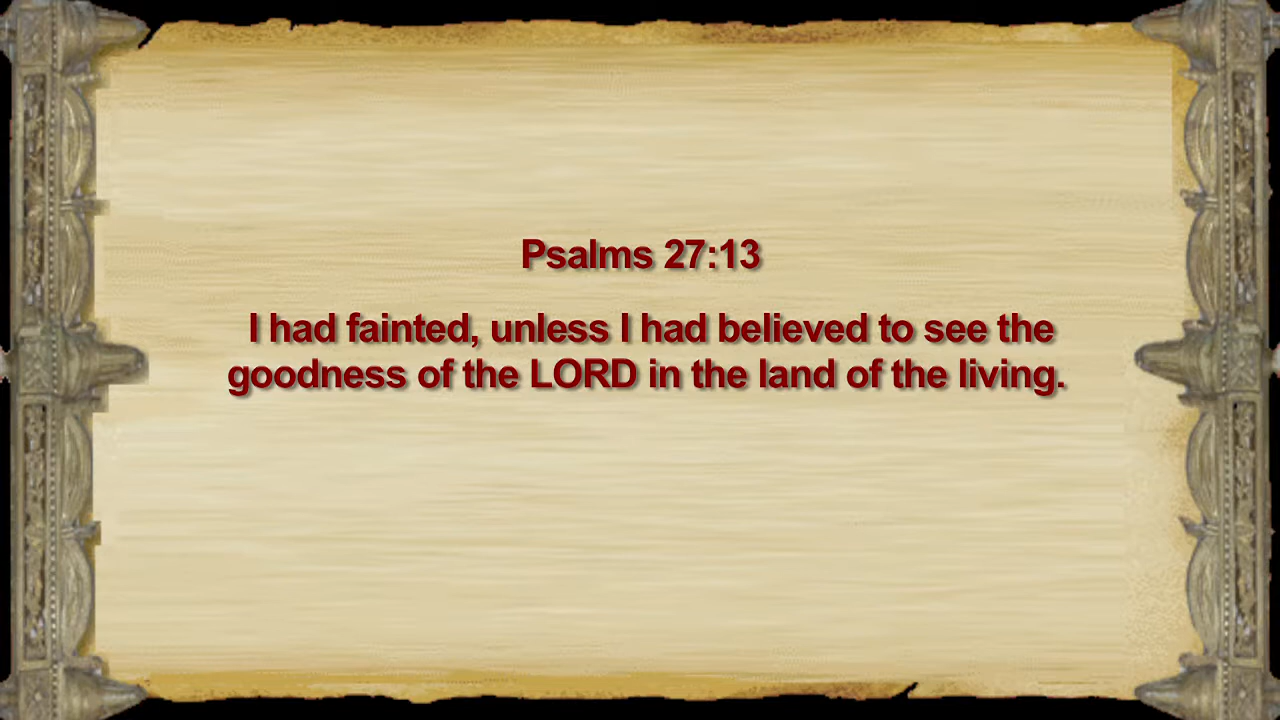 Psalms 27:13
I had fainted, unless I had believed to see the
goodness of the LORD in the land of the living.